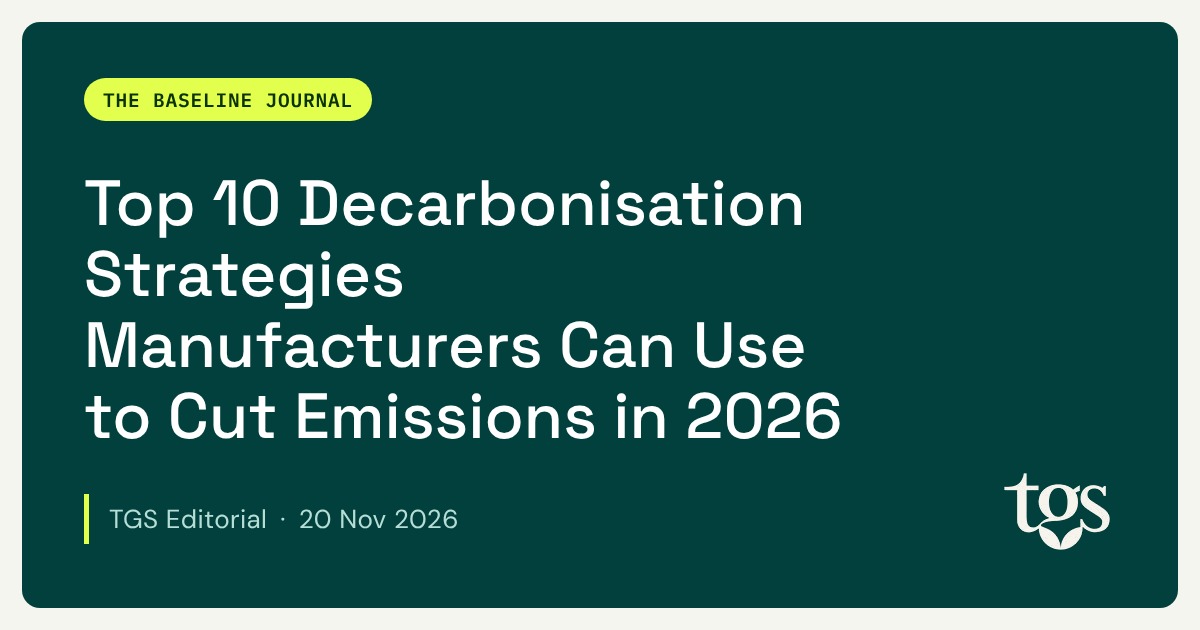 THE BASELINE JOURNAL
Top 10 Decarbonisation
Strategies
Manufacturers Can Use
to Cut Emissions in 2026
TGS Editorial · 20 Nov 2026
tgs